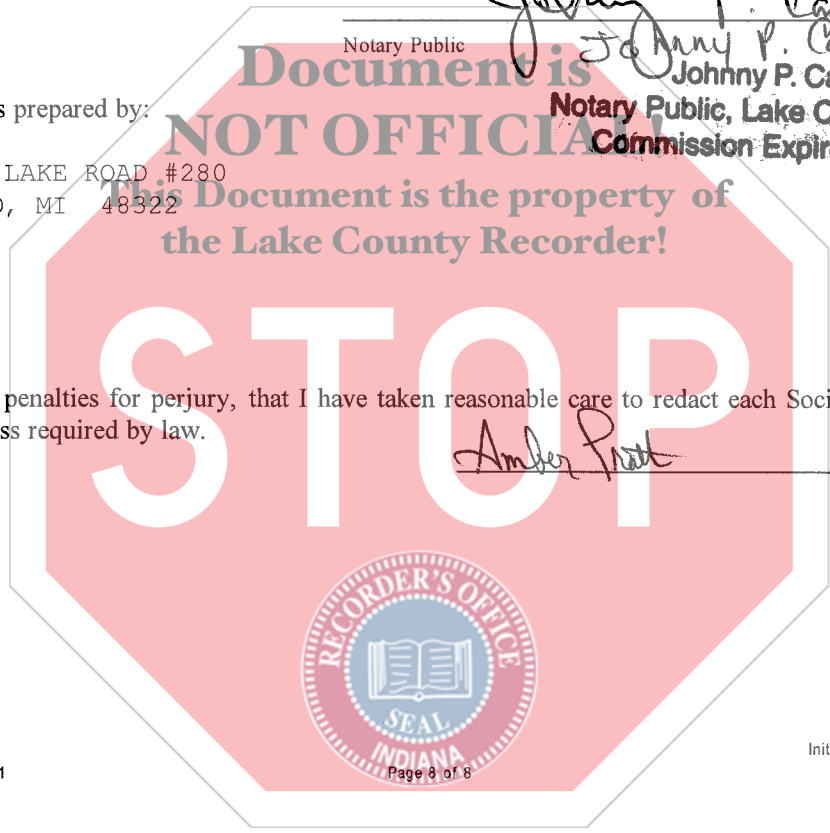 Notary Public
Johnny P.
Johnny P. Ca
Document is
Notary Public, Lake C
s prepared by:
NOT OFFICIAL!
Commission Expir
LAKE ROAD #280
This Document is the property of
, MI 48322
the Lake County Recorder!
STOP
penalties for perjury, that I have taken reasonable care to redact each Soci
ss required by law.
Amber Pratt
RECORDER'S OFFICE
SEAL
INDIANA
Init
1
Page 8 of 8